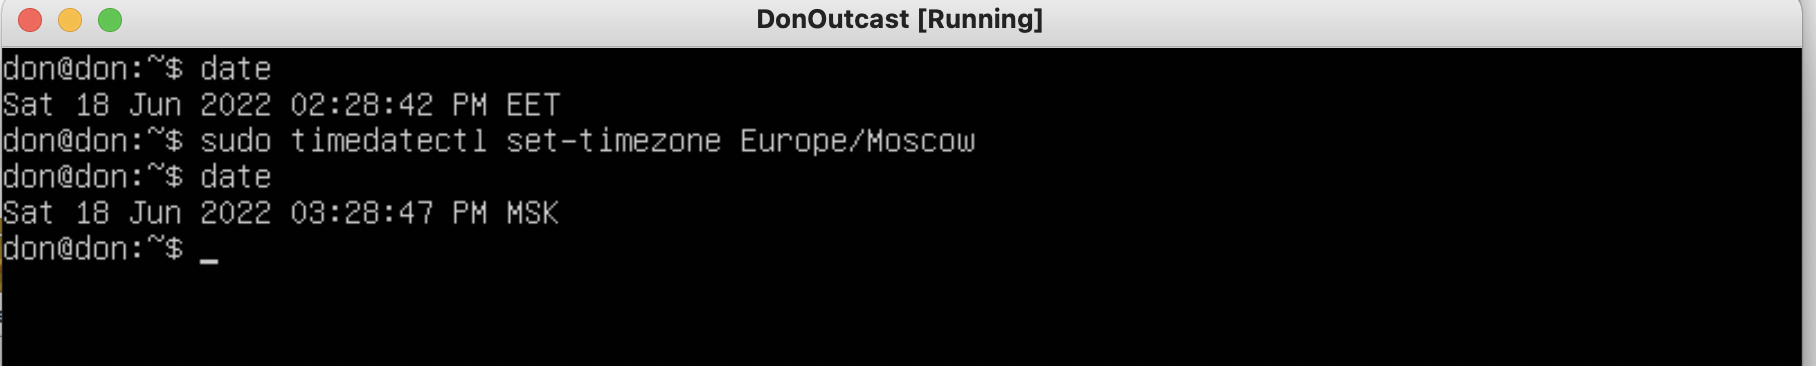 DonOutcast [Running]
don@don:~$ date
Sat 18 Jun 2022 02:28:42 PM EET
don@don:~$ sudo timedatectl set-timezone Europe/Moscow
don@don:~$ date
Sat 18 Jun 2022 03:28:47 PM MSK
don@don:~$ _